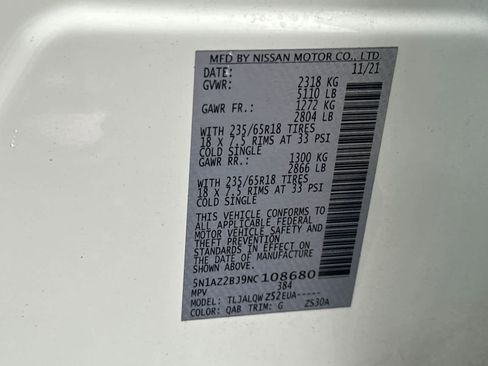 MFD BY NISSAN MOTOR CO., LTD.
DATE: 11/21
GVWR: 2318 KG
5110 LB
GAWR FR.: 1272 KG
2804 LB
WITH 235/65R18 TIRES
18 X 7.5 RIMS AT 33 PSI
COLD SINGLE
GAWR RR.: 1300 KG
2866 LB
WITH 235/65R18 TIRES
18 X 7.5 RIMS AT 33 PSI
COLD SINGLE
THIS VEHICLE CONFORMS TO
ALL APPLICABLE FEDERAL
MOTOR VEHICLE SAFETY AND
THEFT PREVENTION
STANDARDS IN EFFECT ON
THE DATE OF MANUFACTURE
SHOWN ABOVE.
5N1AZ2BJ9NC108680
MPV 384
MODEL: TLJALQWZS2EUA-----
COLOR: QAB TRIM: G ZS30A